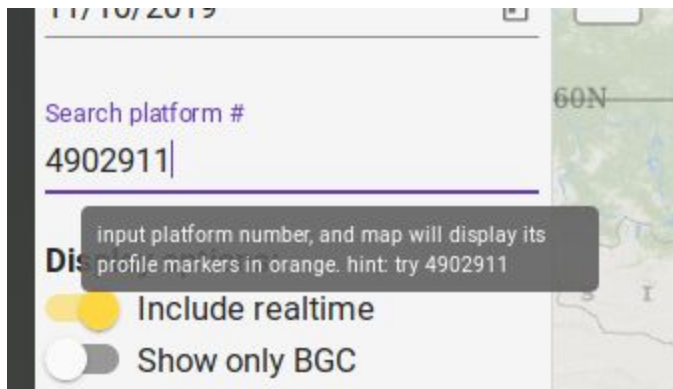 11/10/2019
60N
Search platform #
4902911
input platform number, and map will display its
profile markers in orange. hint: try 4902911
Include realtime
S I
Show only BGC